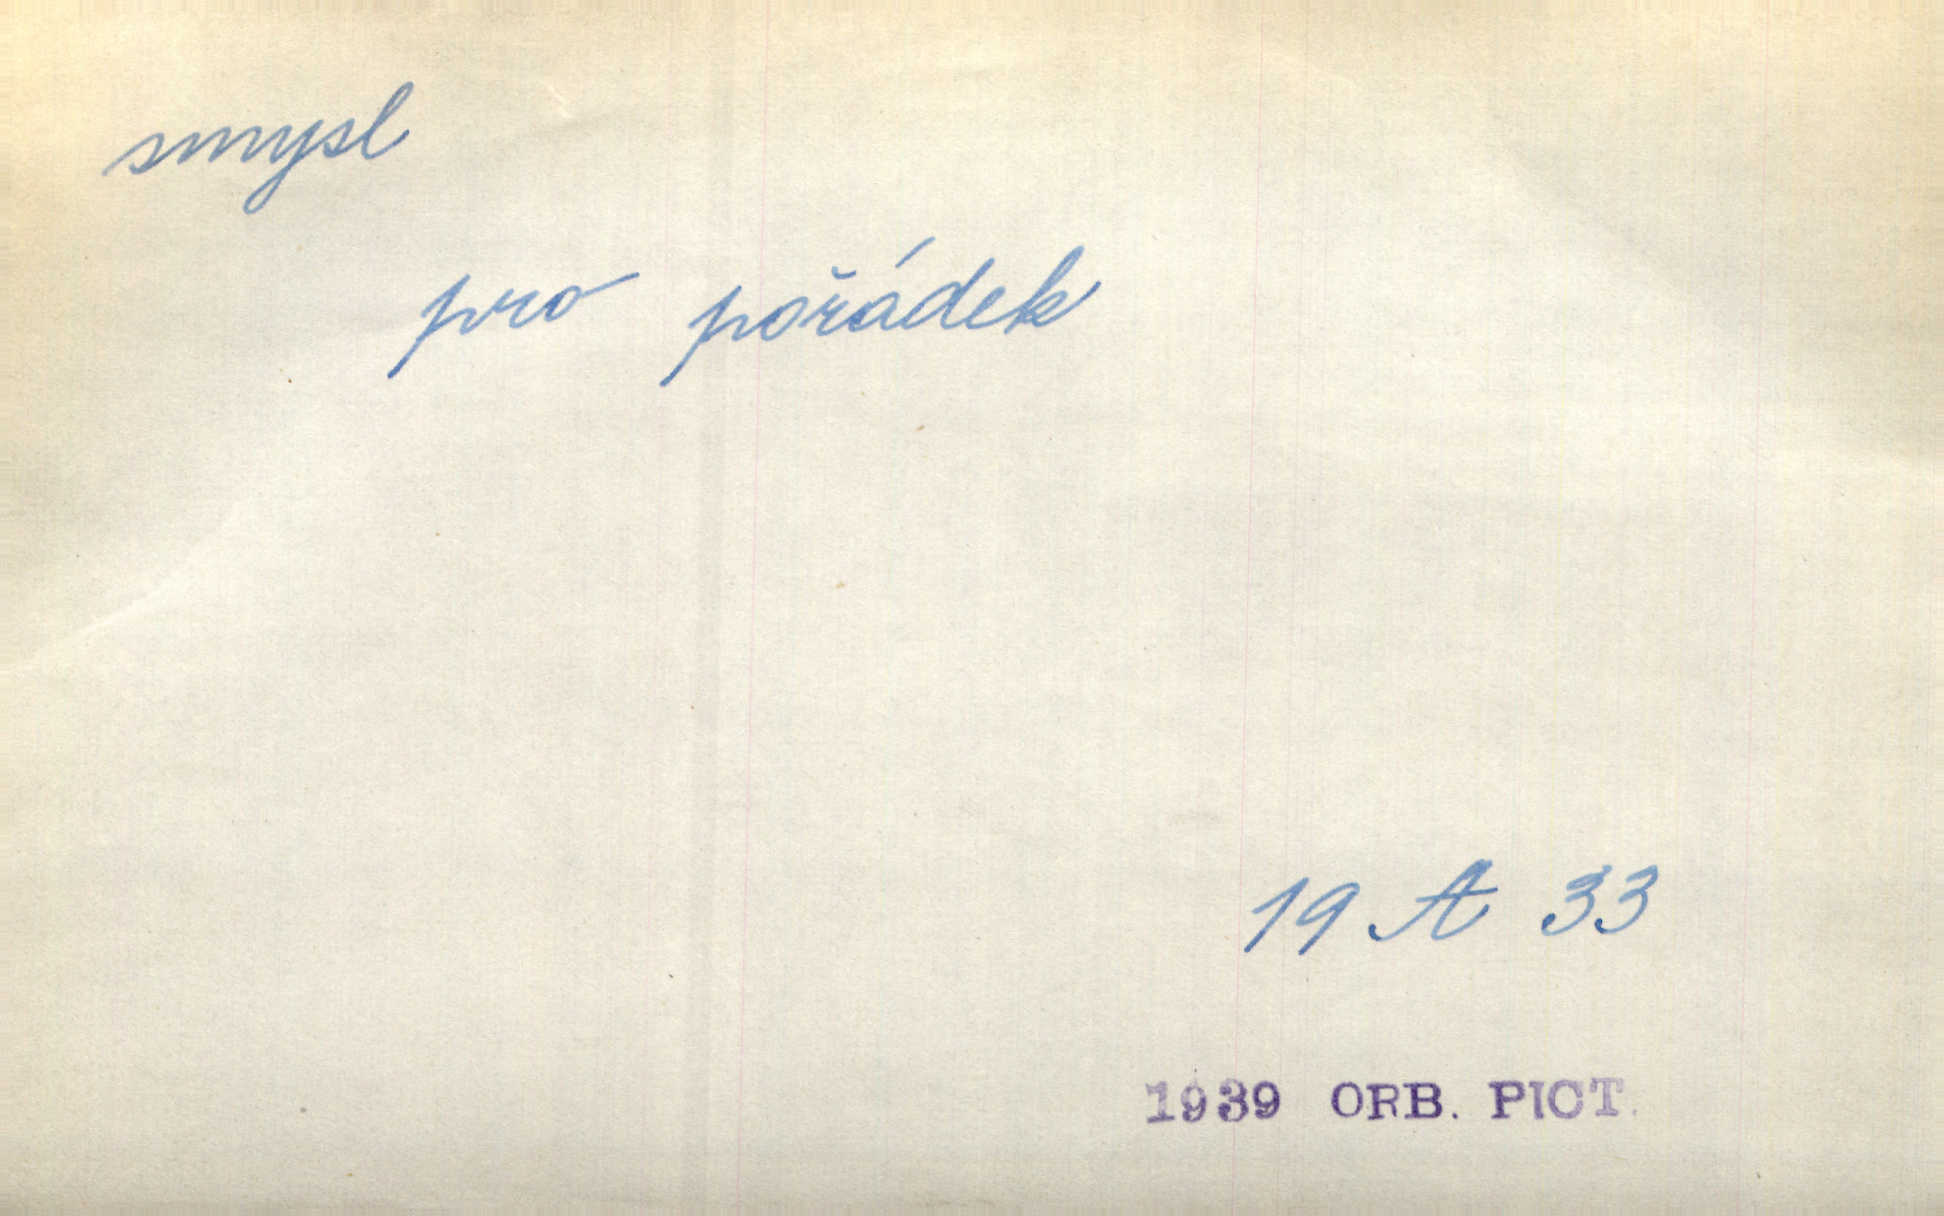 smysl
pro pořádek
19 A 33
1939 ORB. PICT.